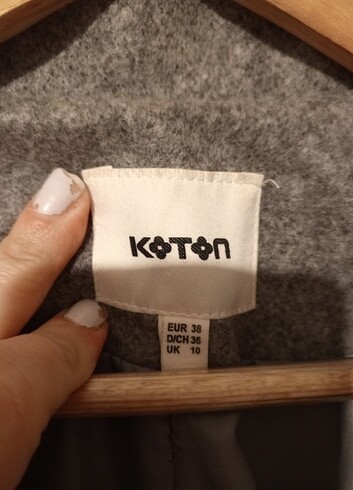 KOTON
EUR 38
D/CH 36
UK 10